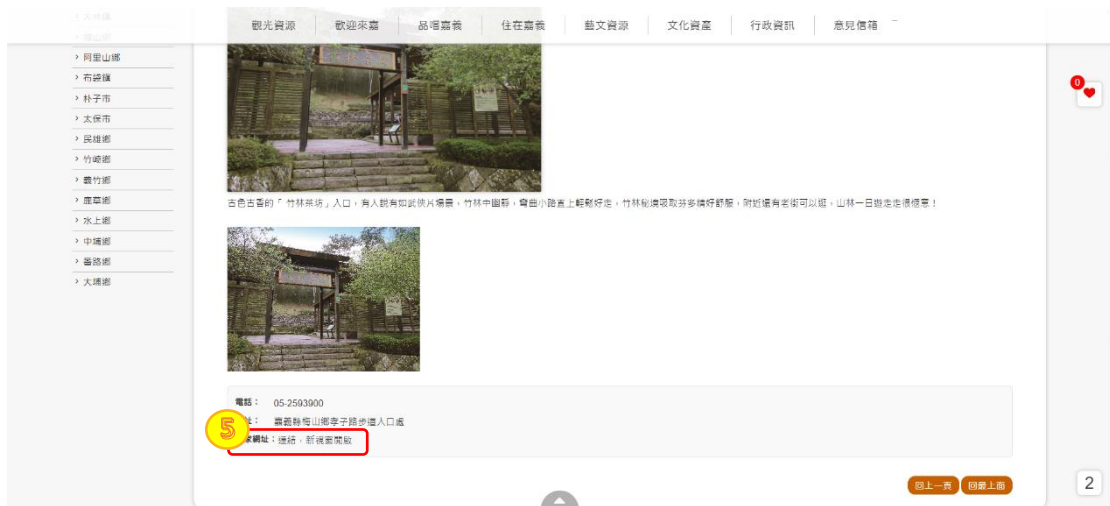 觀光資源 歡迎來嘉 品嚐嘉義 住在嘉義 藝文資源 文化資產 行政資訊 意見信箱
阿里山鄉
布袋鎮
朴子市
太保市
民雄鄉
竹崎鄉
義竹鄉
鹿草鄉
水上鄉
中埔鄉
番路鄉
大埔鄉
0
古色古香的「竹林茶坊」入口,有人說有如武俠片場景,竹林中幽靜,彎曲小路直上輕鬆好走,竹林秘境吸取芬多精好舒服,附近還有老街可以逛,山林一日遊走走很愜意!
電話: 05-2593900
址: 嘉義縣梅山鄉孝子路步道入口處
5
家網址:連結,新視窗開啟
回上一頁 回最上面
2